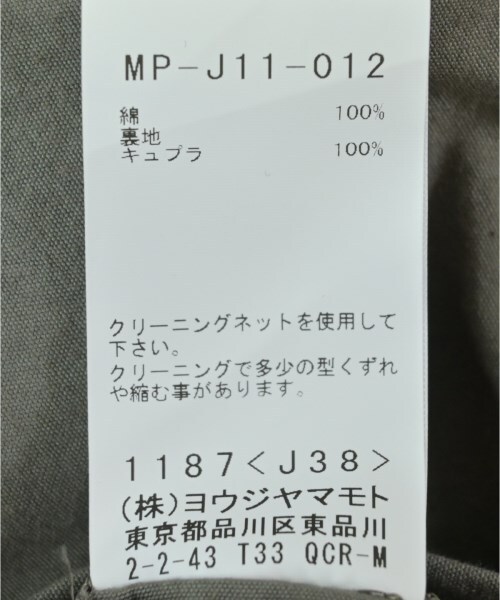 MP-J11-012
綿 100%
裏地
キュプラ 100%
クリーニングネットを使用して
下さい。
クリーニングで多少の型くずれ
や縮む事があります。
1187<J38>
(株)ヨウジヤマモト
東京都品川区東品川
2-2-43 T33 QCR-M